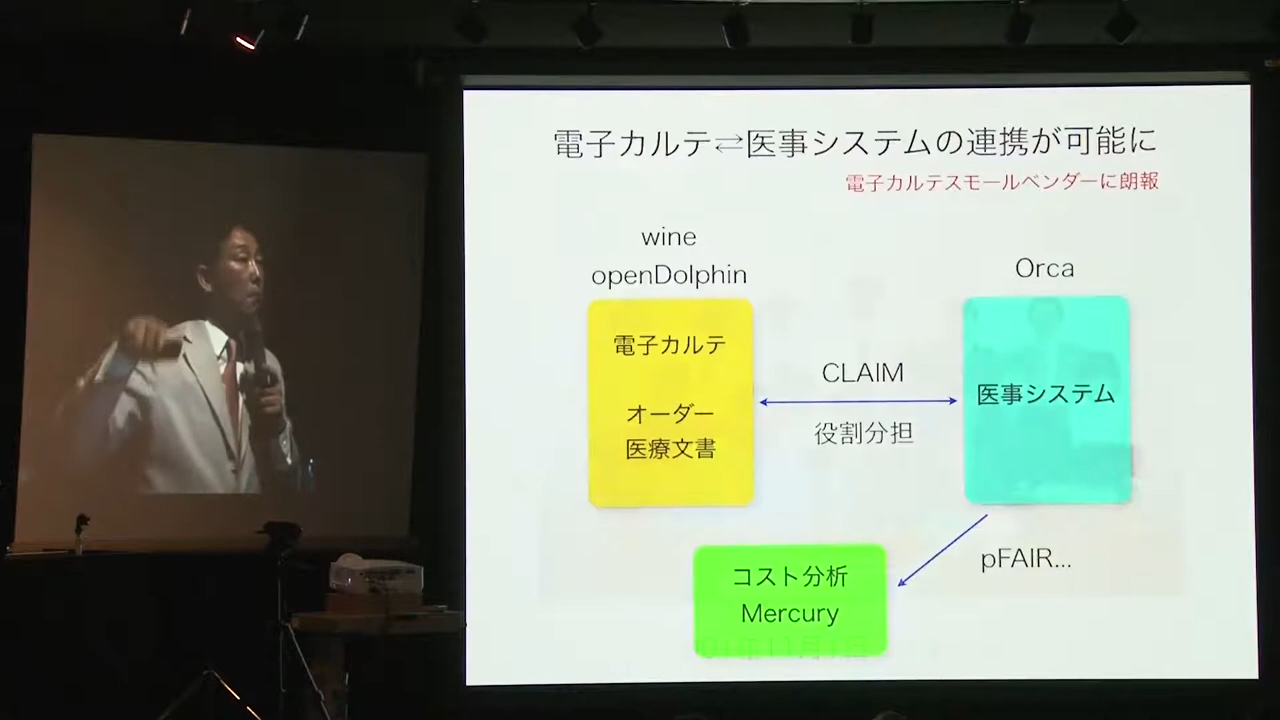 電子カルテ⇄医事システムの連携が可能に
電子カルテスモールベンダーに朗報
wine
openDolphin
電子カルテ
オーダー
医療文書
CLAIM
役割分担
Orca
医事システム
pFAIR...
コスト分析
Mercury